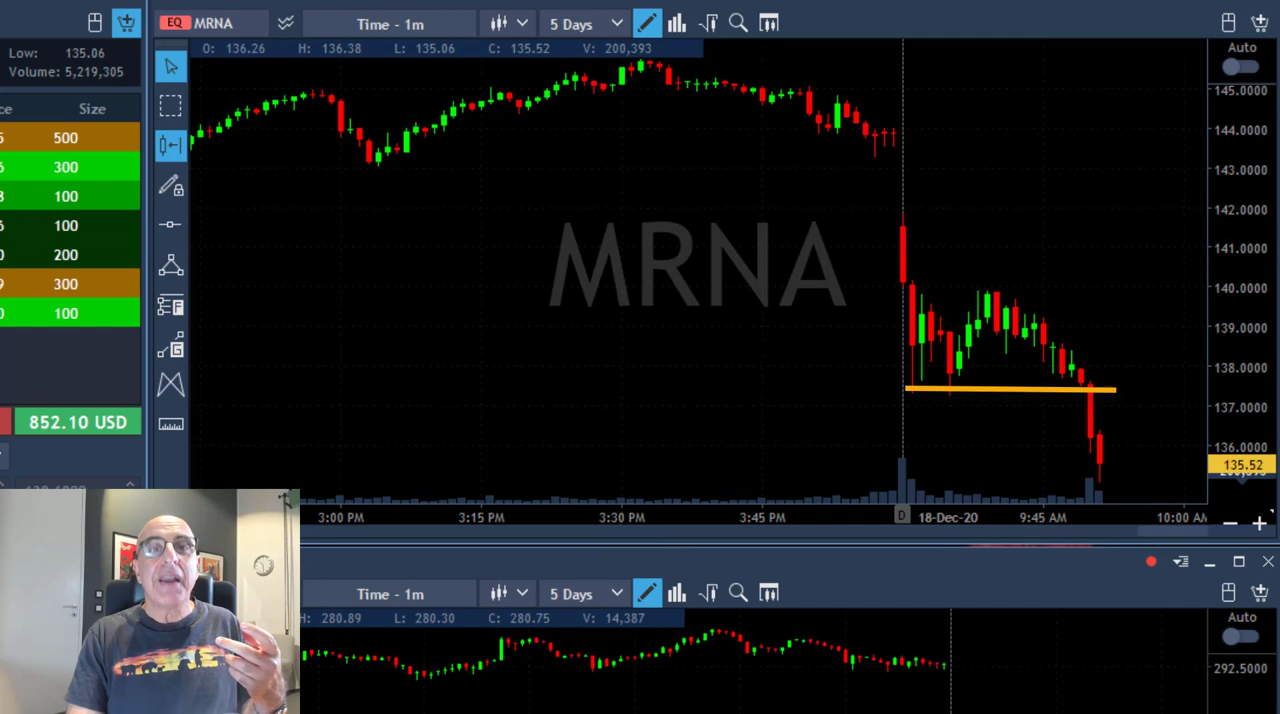 Low: 135.06
Volume: 5,219,305
ce Size
500
300
100
100
200
300
100
852.10 USD
EQ MRNA
Time - 1m
5 Days
O: 136.26 H: 136.38 L: 135.06 C: 135.52 V: 200,393
MRNA
Auto
145.0000
144.0000
143.0000
142.0000
141.0000
140.0000
139.0000
138.0000
137.0000
136.0000
135.52
3:00 PM 3:15 PM 3:30 PM 3:45 PM D 18-Dec-20 9:45 AM 10:00 AM
Time - 1m
5 Days
H: 280.89 L: 280.30 C: 280.75 V: 14,387
Auto
292.5000